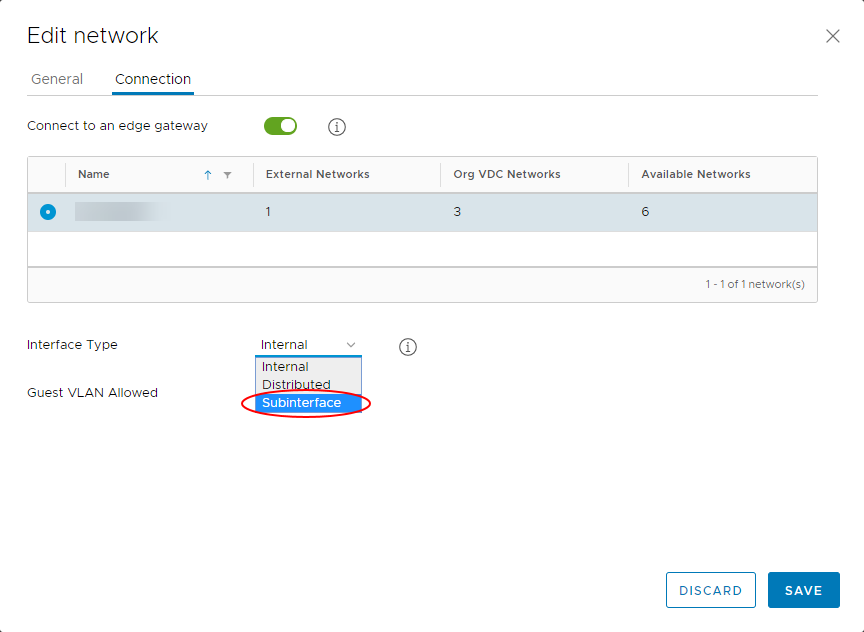 Edit network
General Connection
Connect to an edge gateway
Name External Networks Org VDC Networks Available Networks
1 3 6
1 - 1 of 1 network(s)
Interface Type Internal
Internal
Distributed
Guest VLAN Allowed
Subinterface
DISCARD SAVE